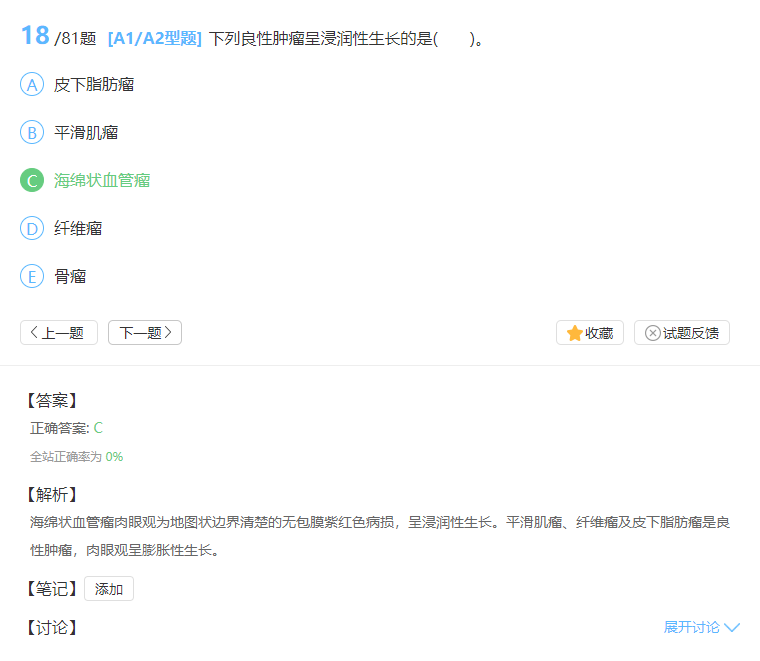 18 /81题 [A1/A2型题] 下列良性肿瘤呈浸润性生长的是(　　)。
A 皮下脂肪瘤
B 平滑肌瘤
C 海绵状血管瘤
D 纤维瘤
E 骨瘤
上一题 下一题 收藏 试题反馈
【答案】
正确答案: C
全站正确率为 0%
【解析】
海绵状血管瘤肉眼观为地图状边界清楚的无包膜紫红色病损，呈浸润性生长。平滑肌瘤、纤维瘤及皮下脂肪瘤是良
性肿瘤，肉眼观呈膨胀性生长。
【笔记】 添加
【讨论】 展开讨论